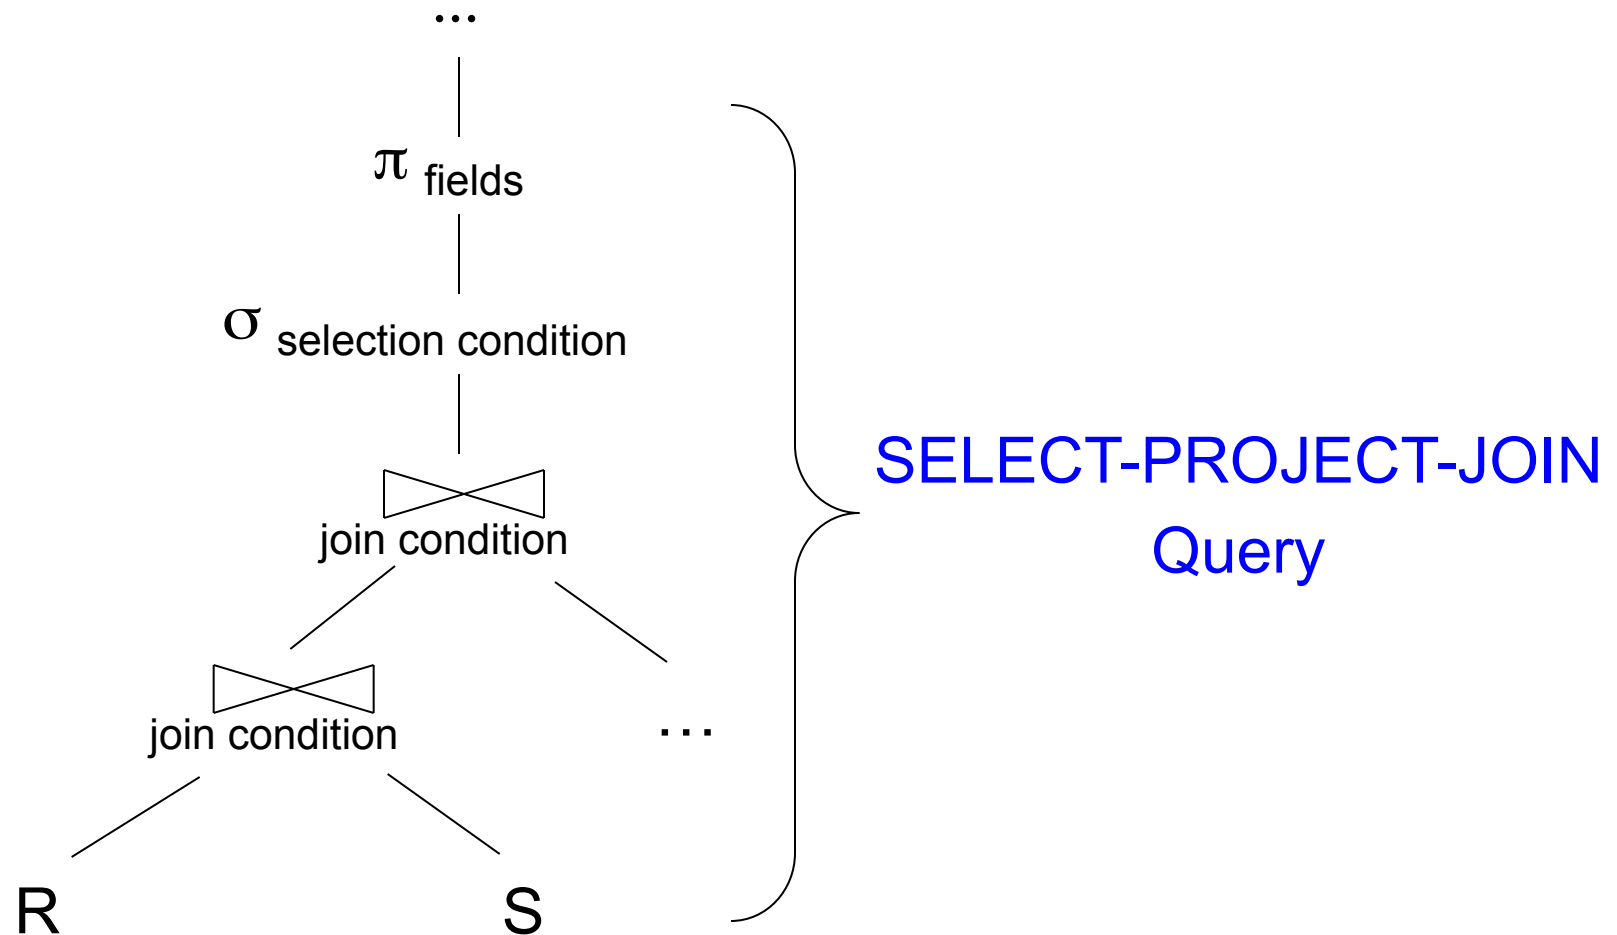 ...
π fields
σ selection condition
SELECT-PROJECT-JOIN
Query
join condition
join condition
...
R
S